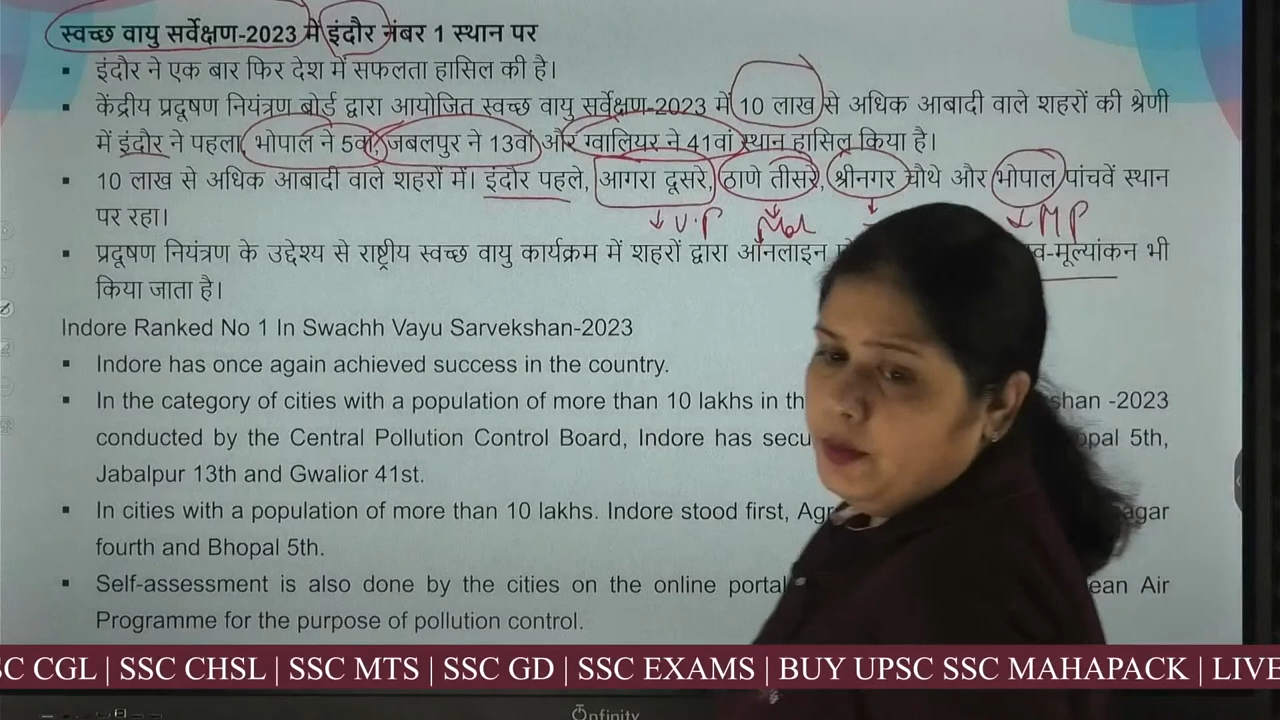 स्वच्छ वायु सर्वेक्षण-2023 में इंदौर नंबर 1 स्थान पर
▪ इंदौर ने एक बार फिर देश में सफलता हासिल की है।
▪ केंद्रीय प्रदूषण नियंत्रण बोर्ड द्वारा आयोजित स्वच्छ वायु सर्वेक्षण-2023 में 10 लाख से अधिक आबादी वाले शहरों की श्रेणी
में इंदौर ने पहला, भोपाल ने 5वां, जबलपुर ने 13वां और ग्वालियर ने 41वां स्थान हासिल किया है।
▪ 10 लाख से अधिक आबादी वाले शहरों में। इंदौर पहले, आगरा दूसरे, ठाणे तीसरे, श्रीनगर चौथे और भोपाल पांचवें स्थान
पर रहा।
U.P MP
▪ प्रदूषण नियंत्रण के उद्देश्य से राष्ट्रीय स्वच्छ वायु कार्यक्रम में शहरों द्वारा ऑनलाइन व-मूल्यांकन भी
किया जाता है।
Indore Ranked No 1 In Swachh Vayu Sarvekshan-2023
▪ Indore has once again achieved success in the country.
▪ In the category of cities with a population of more than 10 lakhs in th shan -2023
conducted by the Central Pollution Control Board, Indore has secu opal 5th,
Jabalpur 13th and Gwalior 41st.
▪ In cities with a population of more than 10 lakhs. Indore stood first, Agr agar
fourth and Bhopal 5th.
▪ Self-assessment is also done by the cities on the online portal ean Air
Programme for the purpose of pollution control.
SC CGL | SSC CHSL | SSC MTS | SSC GD | SSC EXAMS | BUY UPSC SSC MAHAPACK | LIVE
Onfinity